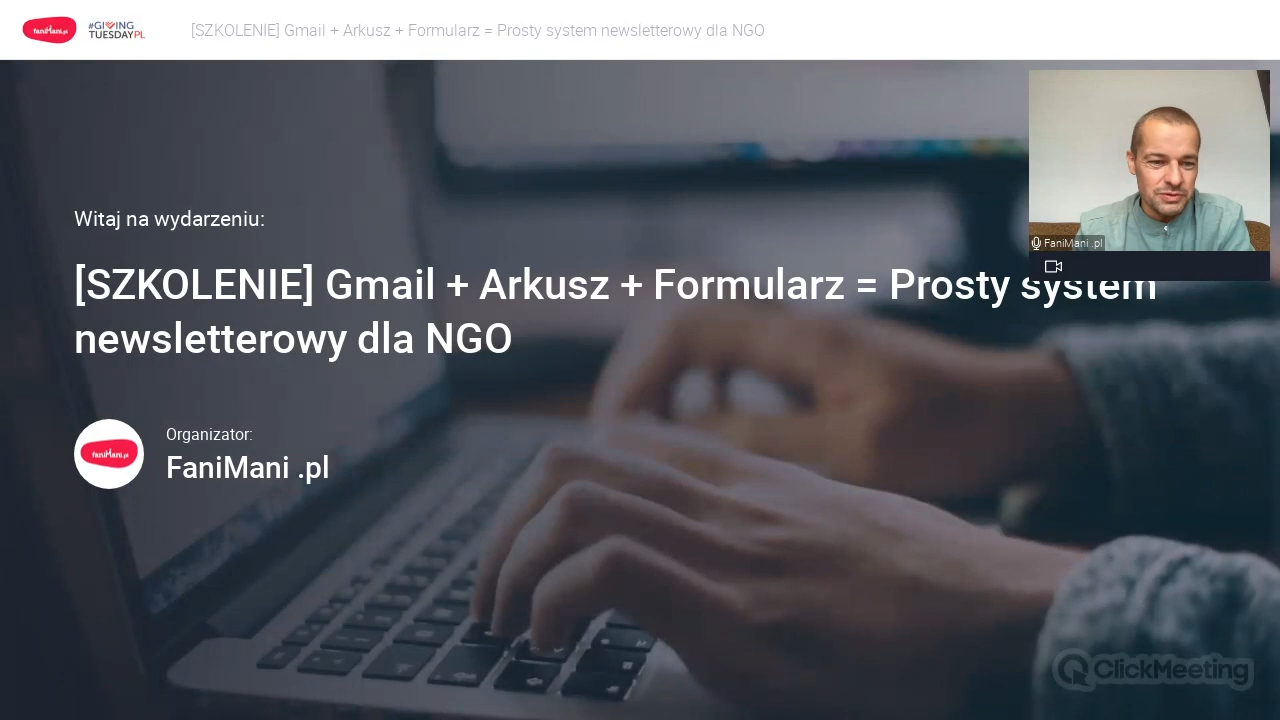 faniMani.pl
#GIVING
TUESDAYPL
[SZKOLENIE] Gmail + Arkusz + Formularz = Prosty system newsletterowy dla NGO
Witaj na wydarzeniu:
[SZKOLENIE] Gmail + Arkusz + Formularz = Prosty system
newsletterowy dla NGO
FaniMani .pl
faniMani.pl
Organizator:
FaniMani .pl
ClickMeeting